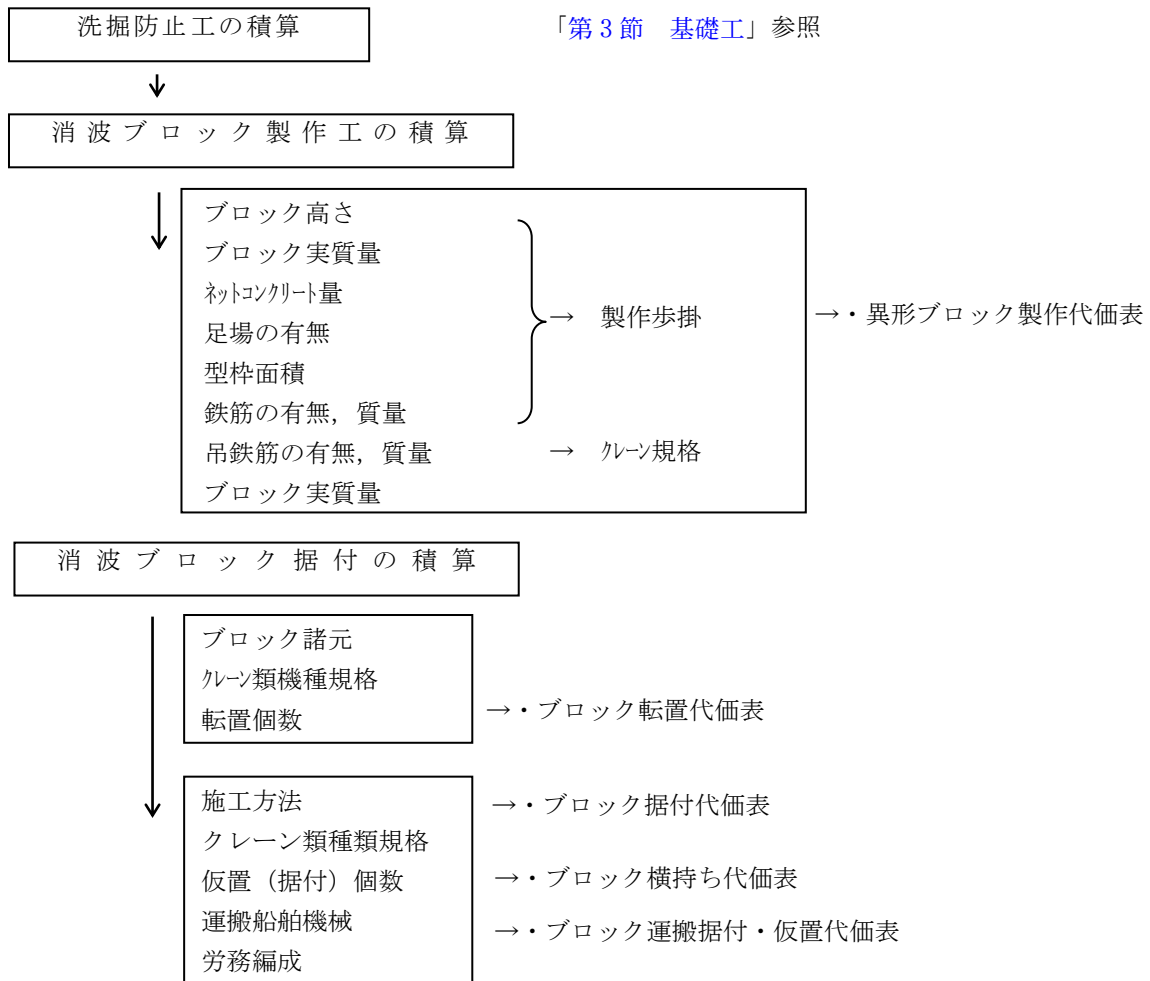 洗掘防止工の積算 「第3節 基礎工」参照
↓
消波ブロック製作工の積算
ブロック高さ
ブロック実質量
ﾈｯﾄｺﾝｸﾘｰﾄ量
足場の有無 → 製作歩掛 →・異形ブロック製作代価表
型枠面積
鉄筋の有無，質量
吊鉄筋の有無，質量 → ｸﾚｰﾝ規格
ブロック実質量
消波ブロック据付の積算
ブロック諸元
ｸﾚｰﾝ類機種規格
転置個数 →・ブロック転置代価表
施工方法 →・ブロック据付代価表
クレーン類種類規格
仮置（据付）個数 →・ブロック横持ち代価表
運搬船舶機械 →・ブロック運搬据付・仮置代価表
労務編成